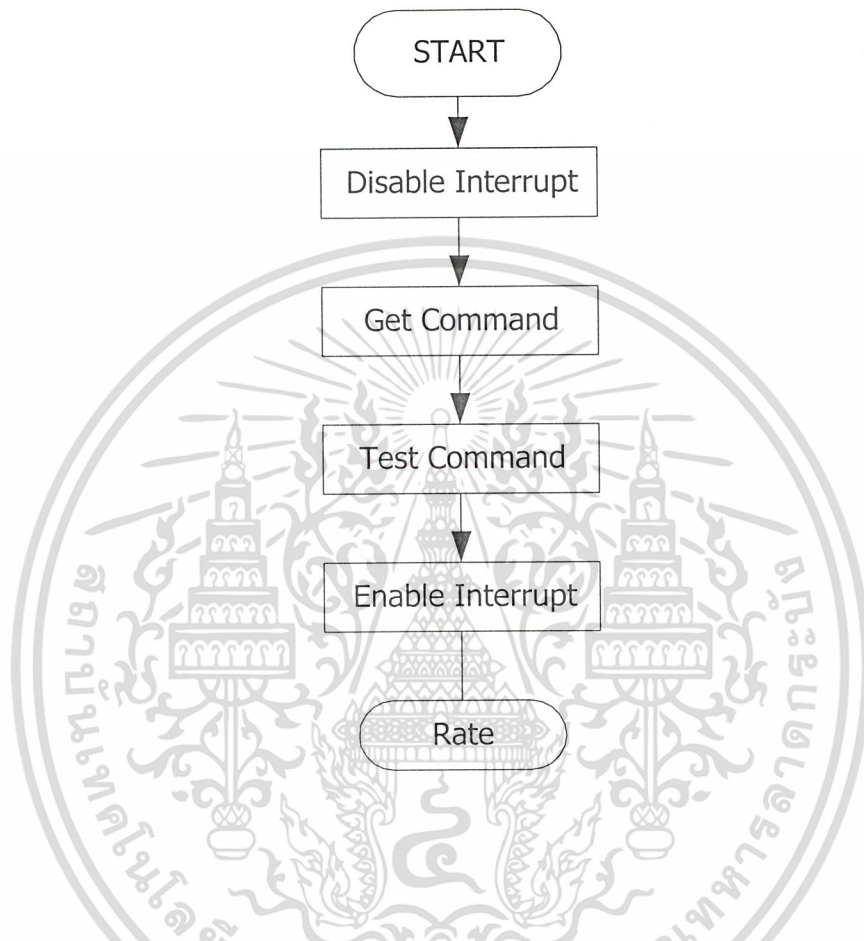 START
Disable Interrupt
Get Command
Test Command
Enable Interrupt
Rate